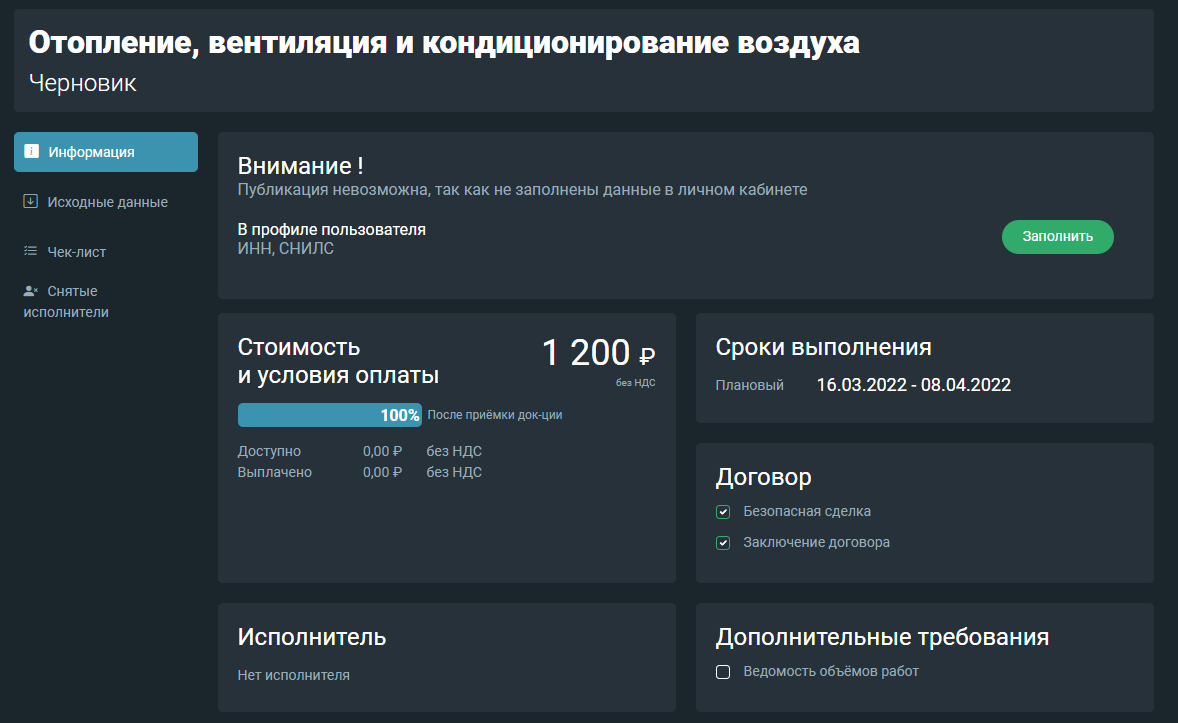 Отопление, вентиляция и кондиционирование воздуха
Черновик
Информация
Исходные данные
Чек-лист
Снятые
исполнители
Внимание !
Публикация невозможна, так как не заполнены данные в личном кабинете
В профиле пользователя
ИНН, СНИЛС
Заполнить
Стоимость
и условия оплаты
1 200 ₽
без НДС
100% После приёмки док-ции
Доступно 0,00 ₽ без НДС
Выплачено 0,00 ₽ без НДС
Сроки выполнения
Плановый 16.03.2022 - 08.04.2022
Договор
Безопасная сделка
Заключение договора
Исполнитель
Нет исполнителя
Дополнительные требования
Ведомость объёмов работ